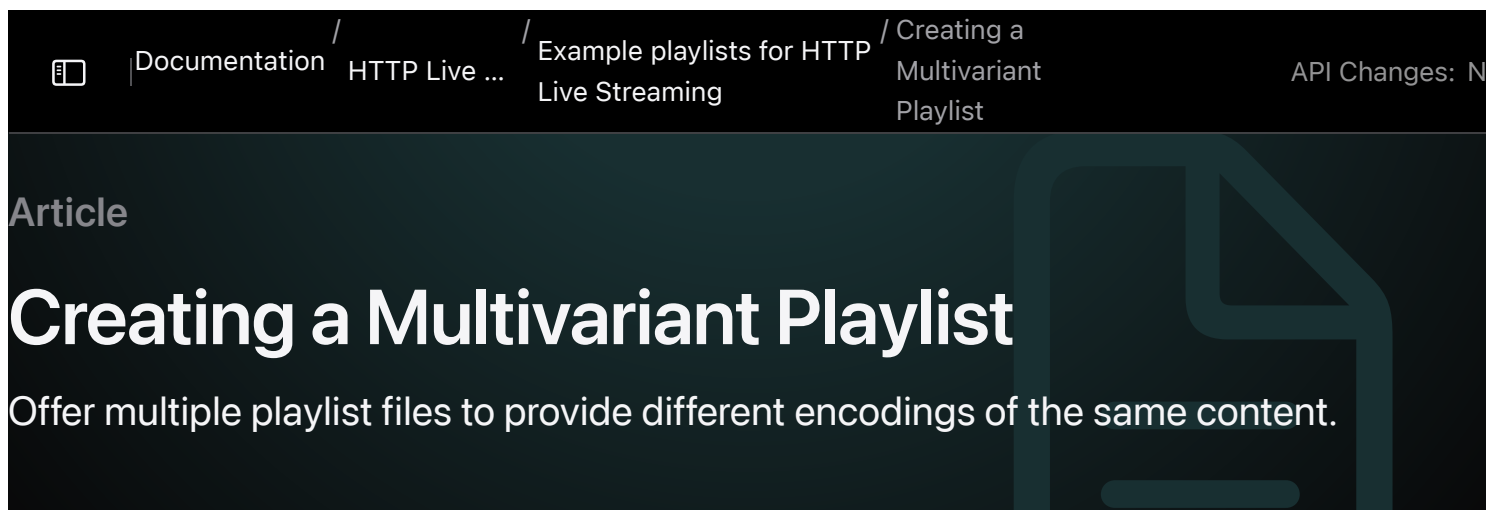 Documentation
/
HTTP Live ...
/
Example playlists for HTTP
Live Streaming
/
Creating a
Multivariant
Playlist
API Changes:
Article
Creating a Multivariant Playlist
Offer multiple playlist files to provide different encodings of the same content.